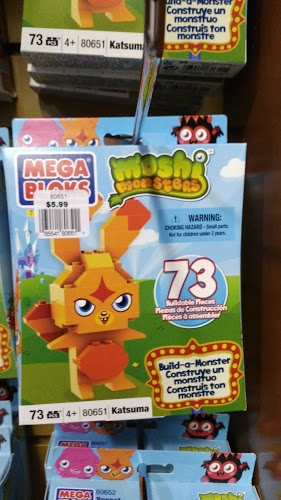 Build-a-Monster
Construye un
monstruo
Construis ton
monstre
73 4+ 80651 Katsuma
MEGA
BLOKS
moshi
monsters
80651
$5.99
WARNING:
CHOKING HAZARD - Small parts.
Not for children under 3 years.
73
Buildable Pieces
Piezas de Construcción
Pièces à assembler
Build-a-Monster
Construye un
monstruo
Construis ton
monstre
73 4+ 80651 Katsuma
MEGA
80652
MEGA